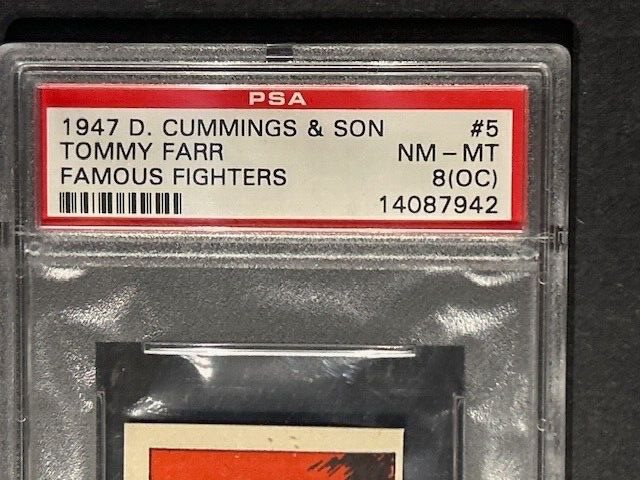 PSA
1947 D. CUMMINGS & SON #5
TOMMY FARR NM-MT
FAMOUS FIGHTERS 8(OC)
14087942